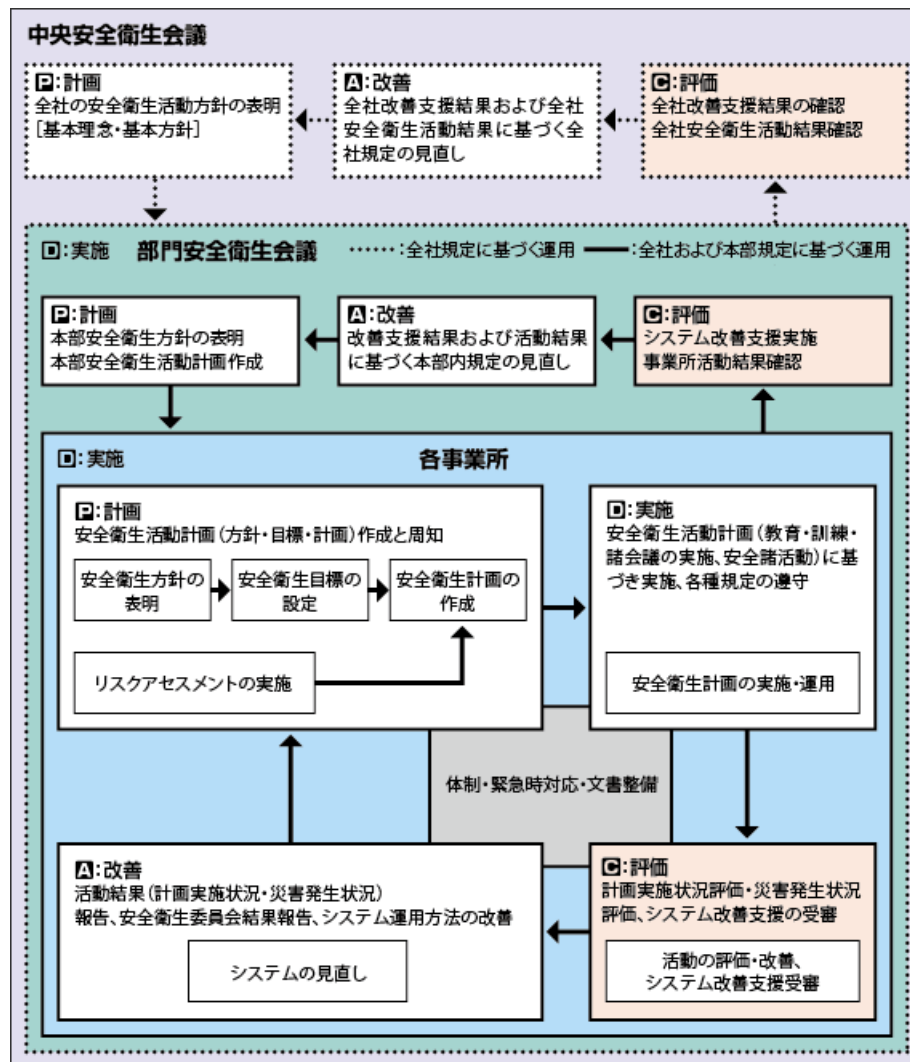 中央安全衛生会議
P:計画
全社の安全衛生活動方針の表明
[基本理念・基本方針]
A:改善
全社改善支援結果および全社
安全衛生活動結果に基づく全
社規定の見直し
C:評価
全社改善支援結果の確認
全社安全衛生活動結果確認
D:実施 部門安全衛生会議 ……:全社規定に基づく運用 ━━:全社および本部規定に基づく運用
P:計画
本部安全衛生方針の表明
本部安全衛生活動計画作成
A:改善
改善支援結果および活動結果
に基づく本部内規定の見直し
C:評価
システム改善支援実施
事業所活動結果確認
D:実施 各事業所
P:計画
安全衛生活動計画(方針・目標・計画)作成と周知
安全衛生方針の
表明
安全衛生目標の
設定
安全衛生計画の
作成
リスクアセスメントの実施
D:実施
安全衛生活動計画(教育・訓練・
諸会議の実施、安全諸活動)に基
づき実施、各種規定の遵守
安全衛生計画の実施・運用
体制・緊急時対応・文書整備
A:改善
活動結果(計画実施状況・災害発生状況)
報告、安全衛生委員会結果報告、システム運用方法の改善
システムの見直し
C:評価
計画実施状況評価・災害発生状況
評価、システム改善支援の受審
活動の評価・改善、
システム改善支援受審